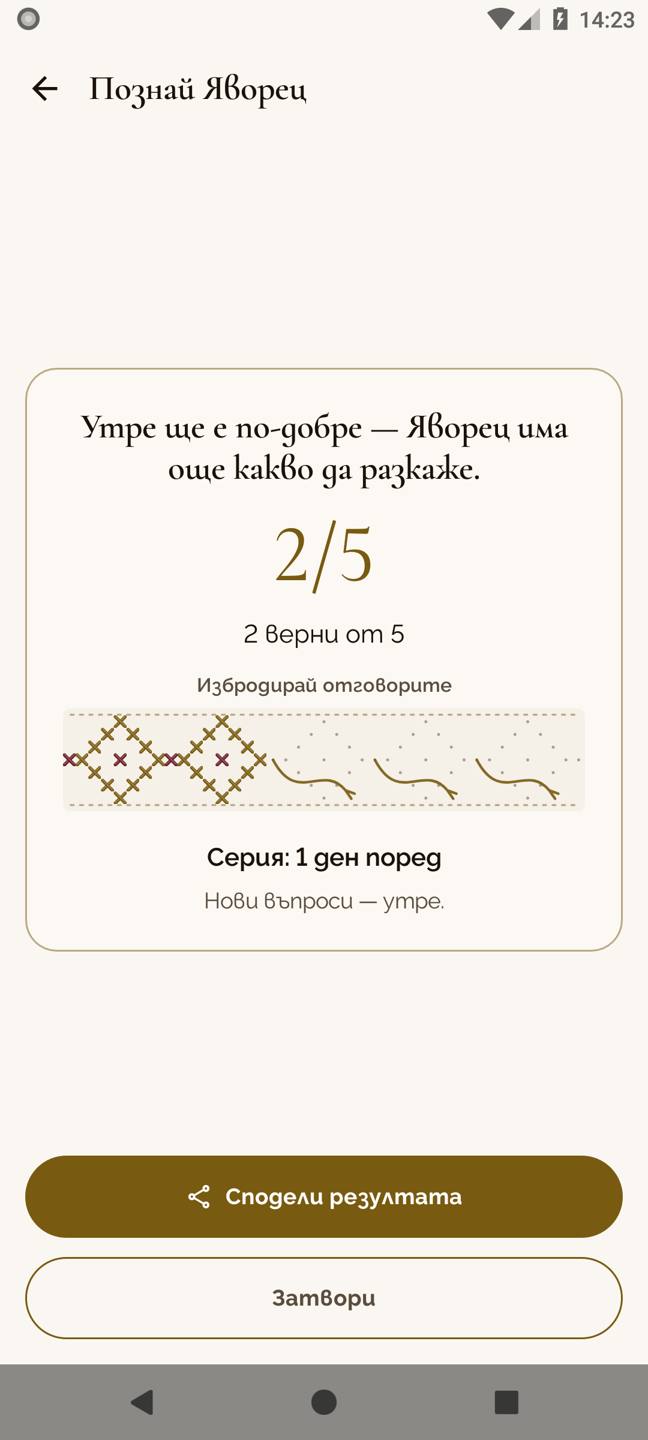 14:23
Познай Яворец
Утре ще е по-добре — Яворец има
още какво да разкаже.
2/5
2 верни от 5
Избродирай отговорите
Серия: 1 ден поред
Нови въпроси — утре.
Сподели резултата
Затвори